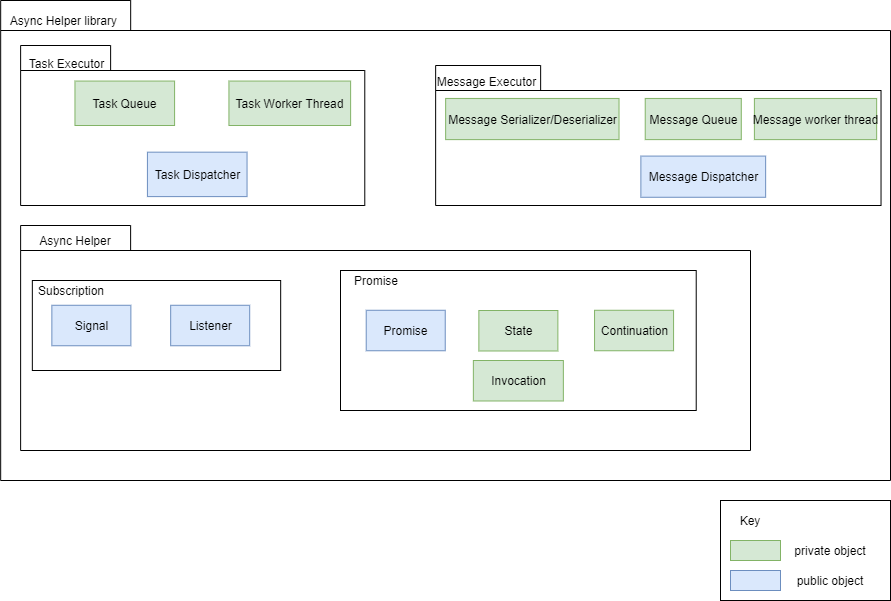 Async Helper library
Task Executor
Task Queue
Task Worker Thread
Task Dispatcher
Message Executor
Message Serializer/Deserializer
Message Queue
Message worker thread
Message Dispatcher
Async Helper
Subscription
Signal
Listener
Promise
Promise
State
Continuation
Invocation
Key
private object
public object